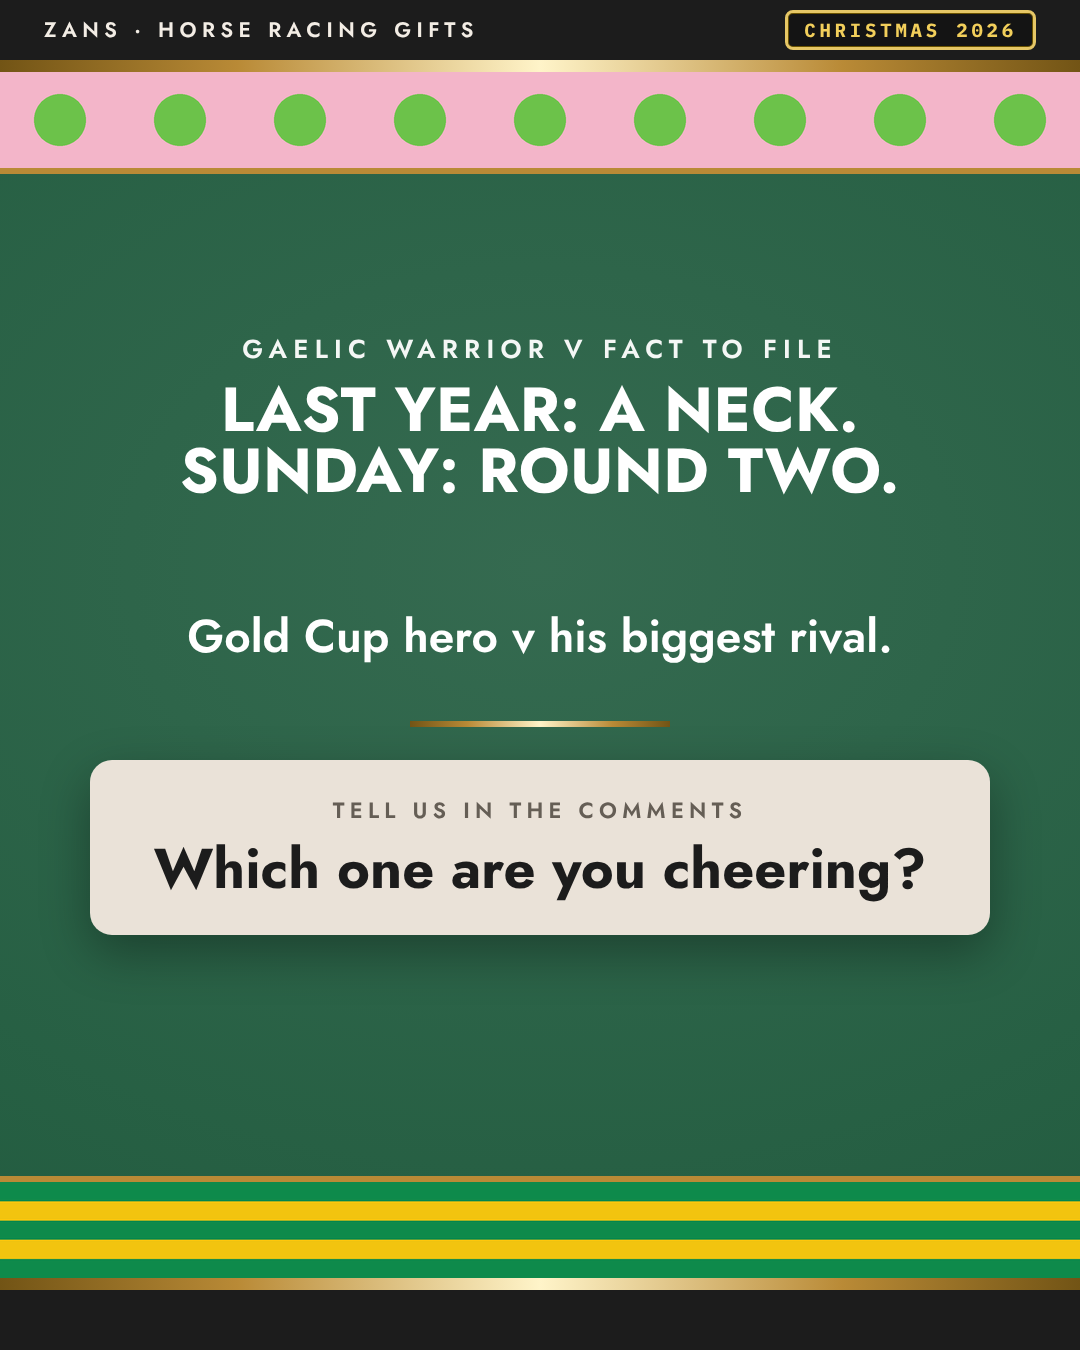 ZANS · HORSE RACING GIFTS
CHRISTMAS 2026
GAELIC WARRIOR V FACT TO FILE
LAST YEAR: A NECK.
SUNDAY: ROUND TWO.
Gold Cup hero v his biggest rival.
TELL US IN THE COMMENTS
Which one are you cheering?